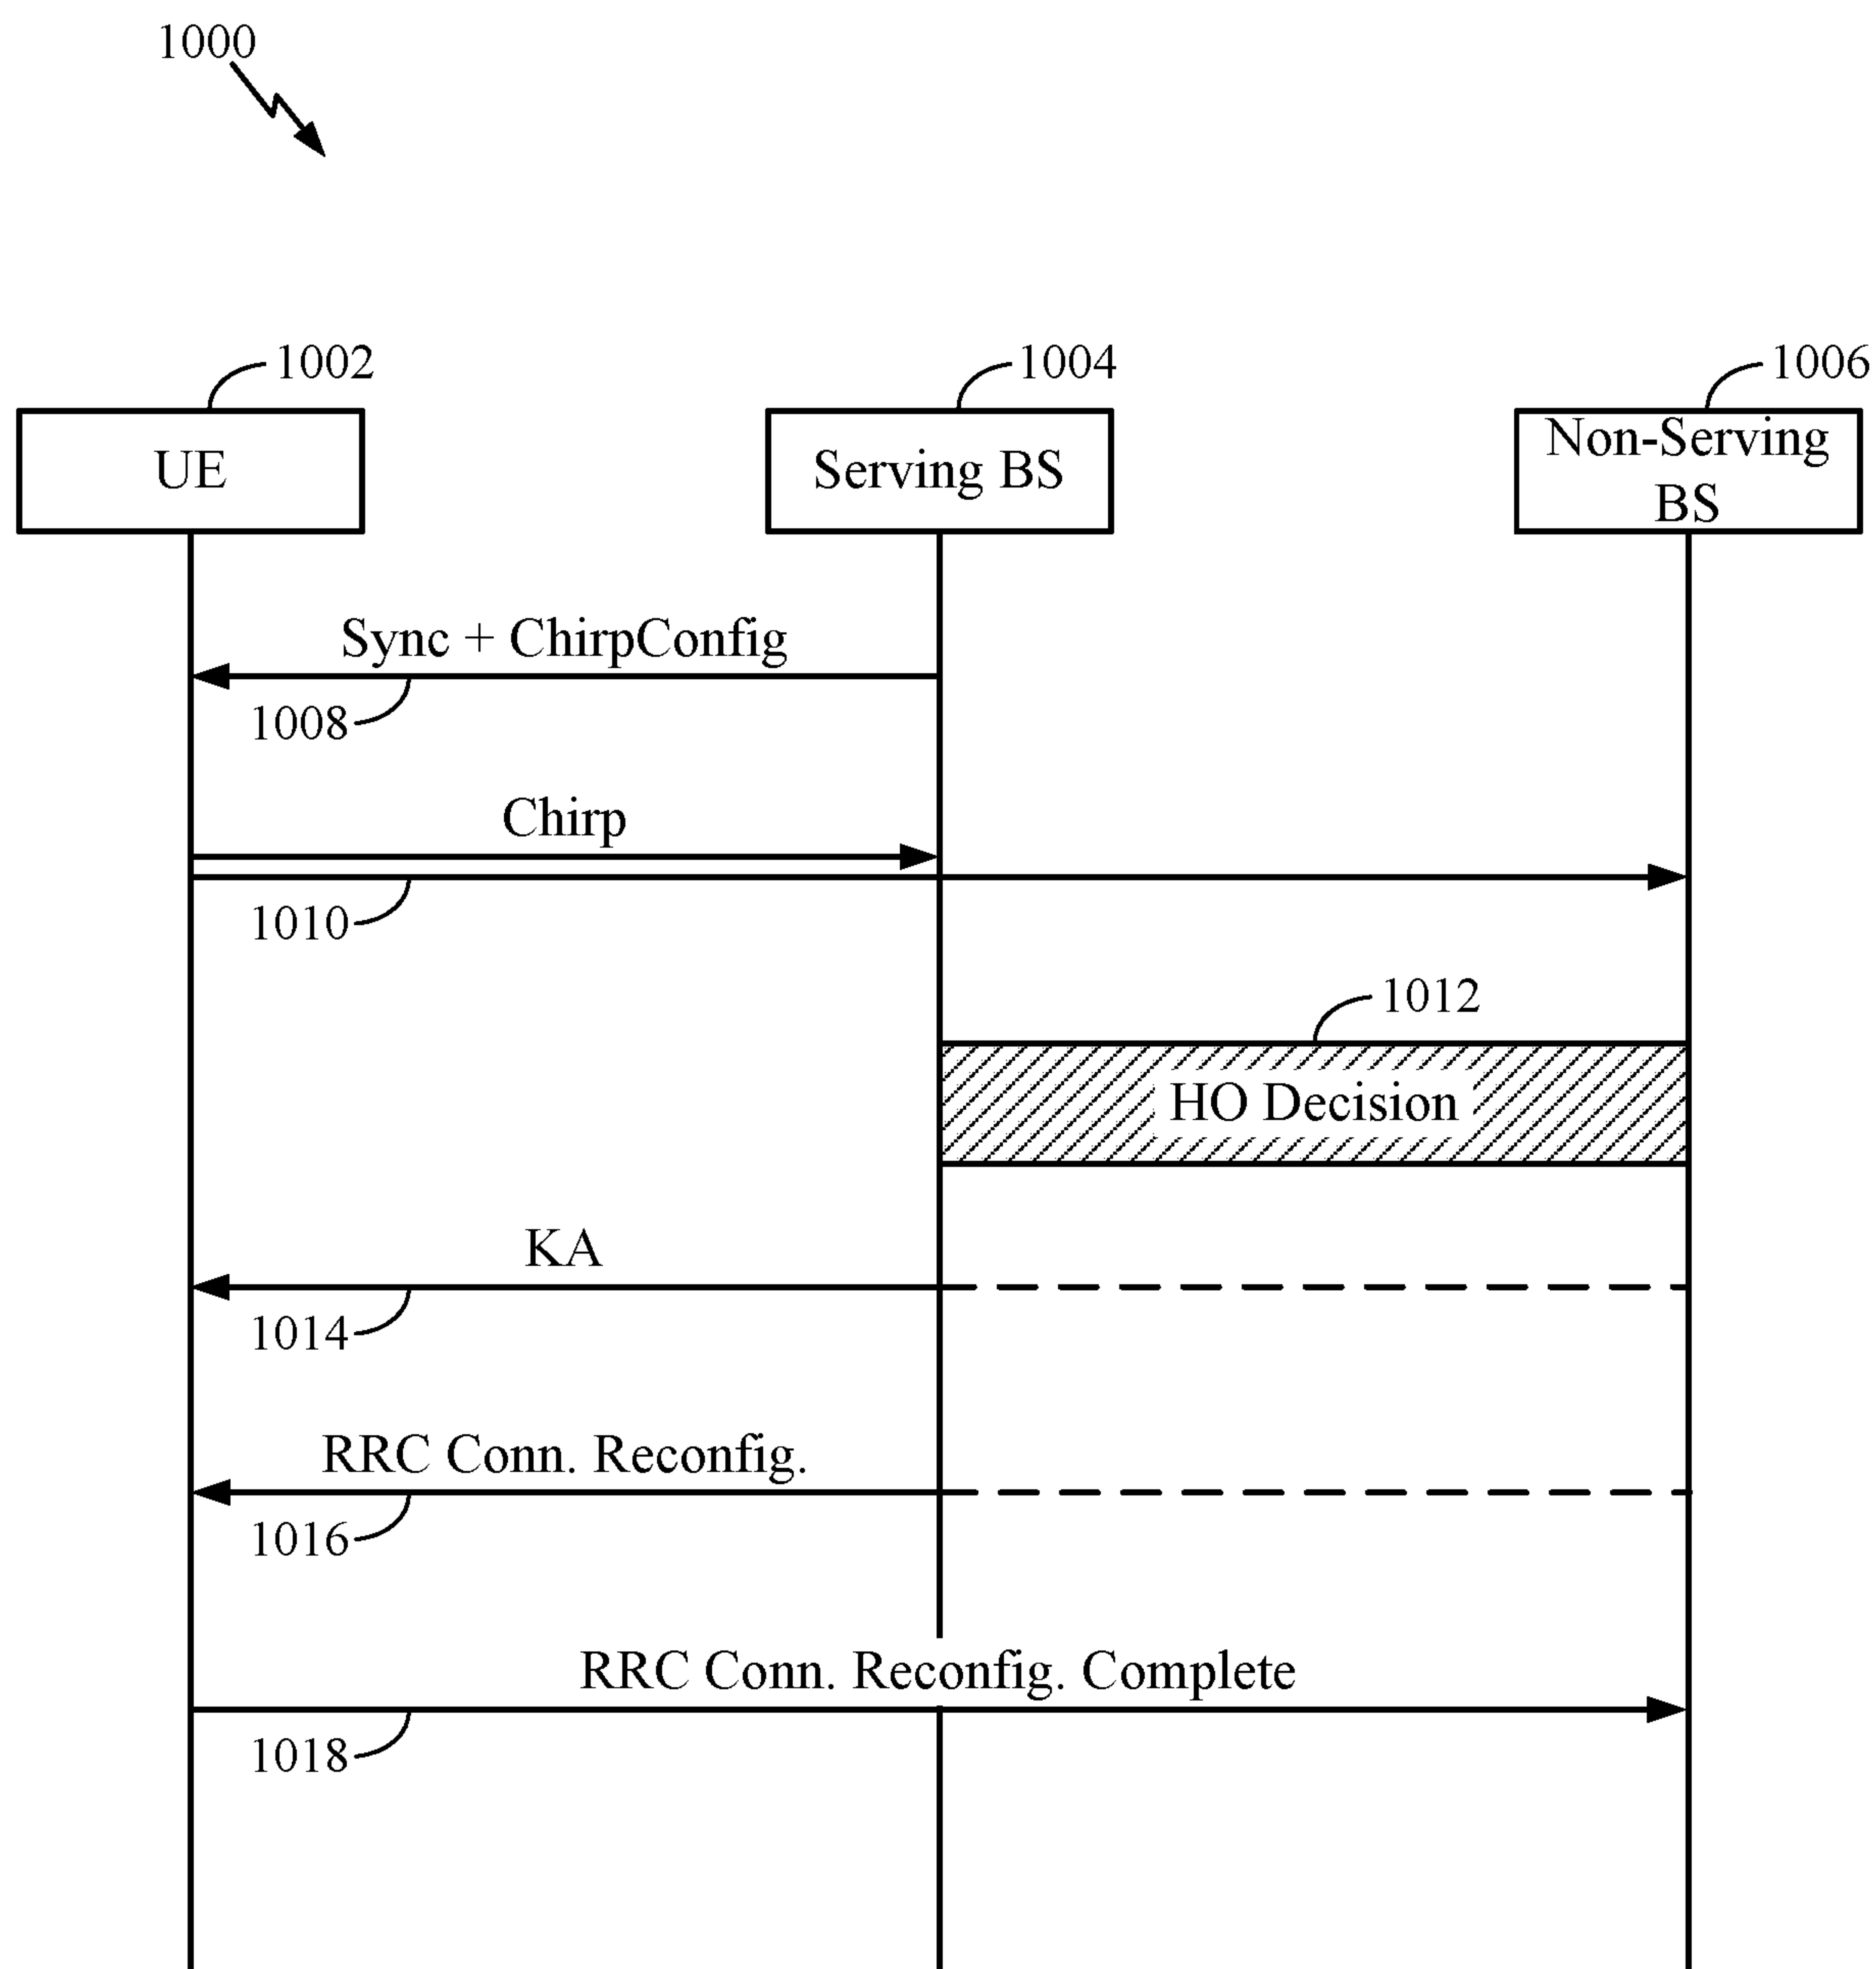 1000
1002
1004
1006
UE
Serving BS
Non-Serving
BS
Sync + ChirpConfig
1008
Chirp
1010
1012
HO Decision
KA
1014
RRC Conn. Reconfig.
1016
RRC Conn. Reconfig. Complete
1018